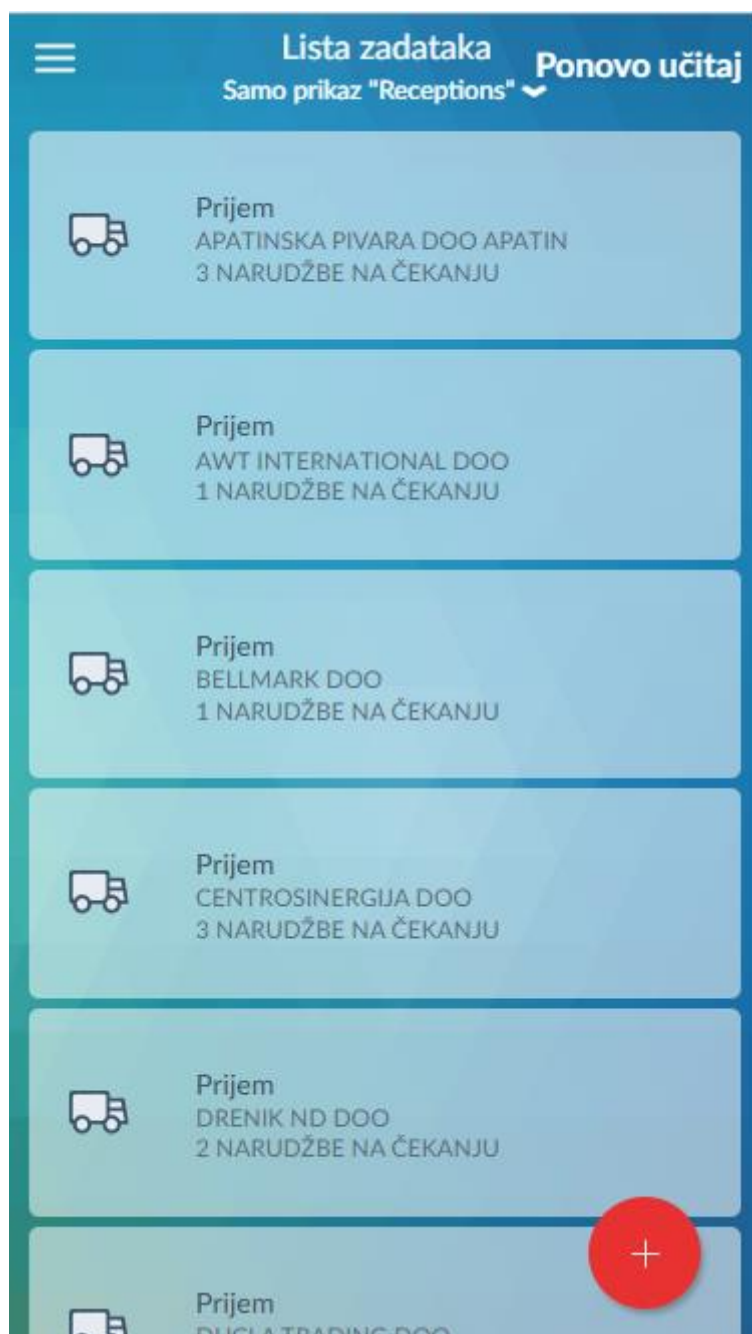 Lista zadataka
Samo prikaz "Receptions"
Ponovo učitaj
Prijem
APATINSKA PIVARA DOO APATIN
3 NARUDŽBE NA ČEKANJU
Prijem
AWT INTERNATIONAL DOO
1 NARUDŽBE NA ČEKANJU
Prijem
BELLMARK DOO
1 NARUDŽBE NA ČEKANJU
Prijem
CENTROSINERGIJA DOO
3 NARUDŽBE NA ČEKANJU
Prijem
DRENIK ND DOO
2 NARUDŽBE NA ČEKANJU
Prijem
TRADING DOO